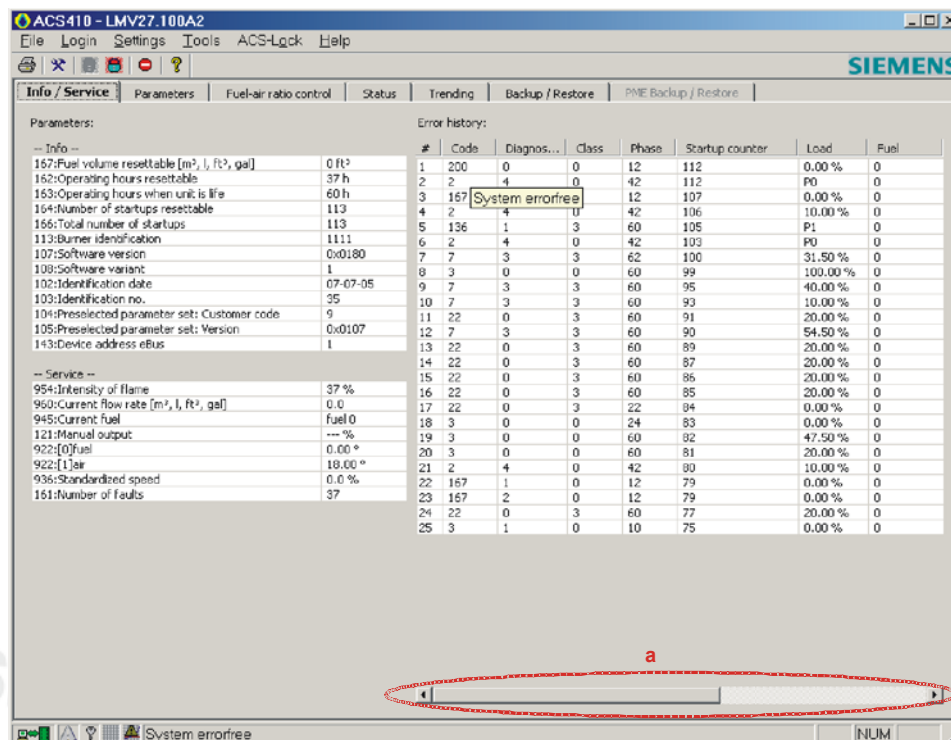 ACS410 - LMV27.100A2
File Login Settings Tools ACS-Lock Help
SIEMENS
Info / Service Parameters Fuel-air ratio control Status Trending Backup / Restore PME Backup / Restore
Parameters:
-- Info --
167:Fuel volume resettable [m³, l, ft³, gal] 0 ft³
162:Operating hours resettable 37 h
163:Operating hours when unit is life 60 h
164:Number of startups resettable 113
166:Total number of startups 113
113:Burner identification 1111
107:Software version 0x0180
108:Software variant 1
102:Identification date 07-07-05
103:Identification no. 35
104:Preselected parameter set: Customer code 9
105:Preselected parameter set: Version 0x0107
143:Device address eBus 1
-- Service --
954:Intensity of flame 37 %
960:Current flow rate [m³, l, ft³, gal] 0.0
945:Current fuel fuel 0
121:Manual output --- %
922:[0]fuel 0.00 °
922:[1]air 18.00 °
936:Standardized speed 0.0 %
161:Number of faults 37
Error history:
# Code Diagnos... Class Phase Startup counter Load Fuel
1 200 0 0 12 112 0.00 % 0
2 2 4 0 42 112 P0 0
3 167 12 107 0.00 % 0
System errorfree
4 2 4 0 42 106 10.00 % 0
5 136 1 3 60 105 P1 0
6 2 4 0 42 103 P0 0
7 7 3 3 62 100 31.50 % 0
8 3 0 0 60 99 100.00 % 0
9 7 3 3 60 95 40.00 % 0
10 7 3 3 60 93 10.00 % 0
11 22 0 3 60 91 20.00 % 0
12 7 3 3 60 90 54.50 % 0
13 22 0 3 60 89 20.00 % 0
14 22 0 3 60 87 20.00 % 0
15 22 0 3 60 86 20.00 % 0
16 22 0 3 60 85 20.00 % 0
17 22 0 3 22 84 0.00 % 0
18 3 0 0 24 83 0.00 % 0
19 3 0 0 60 82 47.50 % 0
20 3 0 0 60 81 20.00 % 0
21 2 4 0 42 80 10.00 % 0
22 167 1 0 12 79 0.00 % 0
23 167 2 0 12 79 0.00 % 0
24 22 0 3 60 77 20.00 % 0
25 3 1 0 10 75 0.00 % 0
a
System errorfree NUM